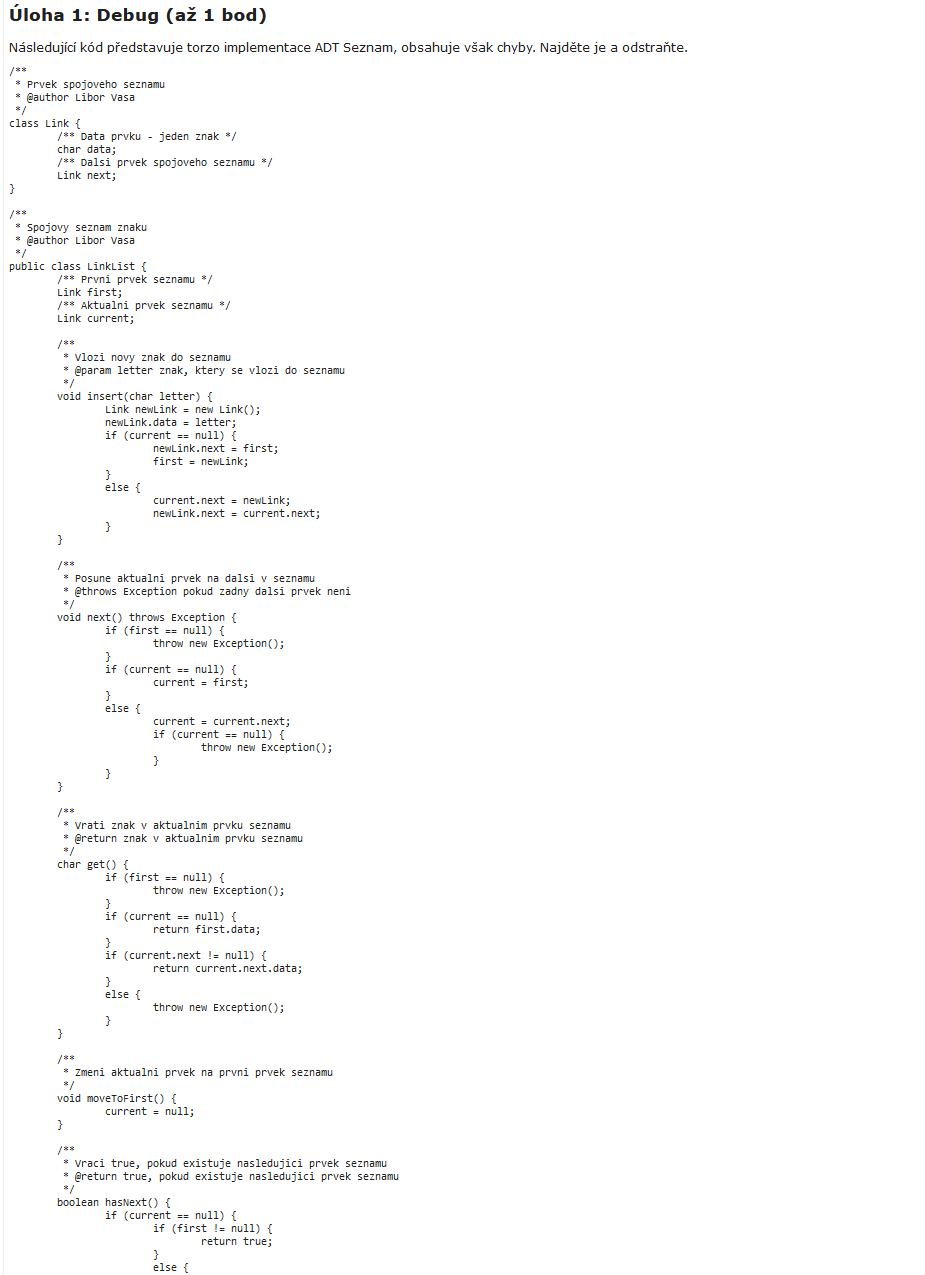 Úloha 1: Debug (až 1 bod)
Následující kód představuje torzo implementace ADT Seznam, obsahuje však chyby. Najděte je a odstraňte.
/**
 * Prvek spojoveho seznamu
 * @author Libor Vasa
 */
class Link {
        /** Data prvku - jeden znak */
        char data;
        /** Dalsi prvek spojoveho seznamu */
        Link next;
}
/**
 * Spojovy seznam znaku
 * @author Libor Vasa
 */
public class LinkList {
        /** Prvni prvek seznamu */
        Link first;
        /** Aktualni prvek seznamu */
        Link current;
        /**
         * Vlozi novy znak do seznamu
         * @param letter znak, ktery se vlozi do seznamu
         */
        void insert(char letter) {
                Link newLink = new Link();
                newLink.data = letter;
                if (current == null) {
                        newLink.next = first;
                        first = newLink;
                }
                else {
                        current.next = newLink;
                        newLink.next = current.next;
                }
        }
        /**
         * Posune aktualni prvek na dalsi v seznamu
         * @throws Exception pokud zadny dalsi prvek neni
         */
        void next() throws Exception {
                if (first == null) {
                        throw new Exception();
                }
                if (current == null) {
                        current = first;
                }
                else {
                        current = current.next;
                        if (current == null) {
                                throw new Exception();
                        }
                }
        }
        /**
         * Vrati znak v aktualnim prvku seznamu
         * @return znak v aktualnim prvku seznamu
         */
        char get() {
                if (first == null) {
                        throw new Exception();
                }
                if (current == null) {
                        return first.data;
                }
                if (current.next != null) {
                        return current.next.data;
                }
                else {
                        throw new Exception();
                }
        }
        /**
         * Zmeni aktualni prvek na prvni prvek seznamu
         */
        void moveToFirst() {
                current = null;
        }
        /**
         * Vraci true, pokud existuje nasledujici prvek seznamu
         * @return true, pokud existuje nasledujici prvek seznamu
         */
        boolean hasNext() {
                if (current == null) {
                        if (first != null) {
                                return true;
                        }
                        else {